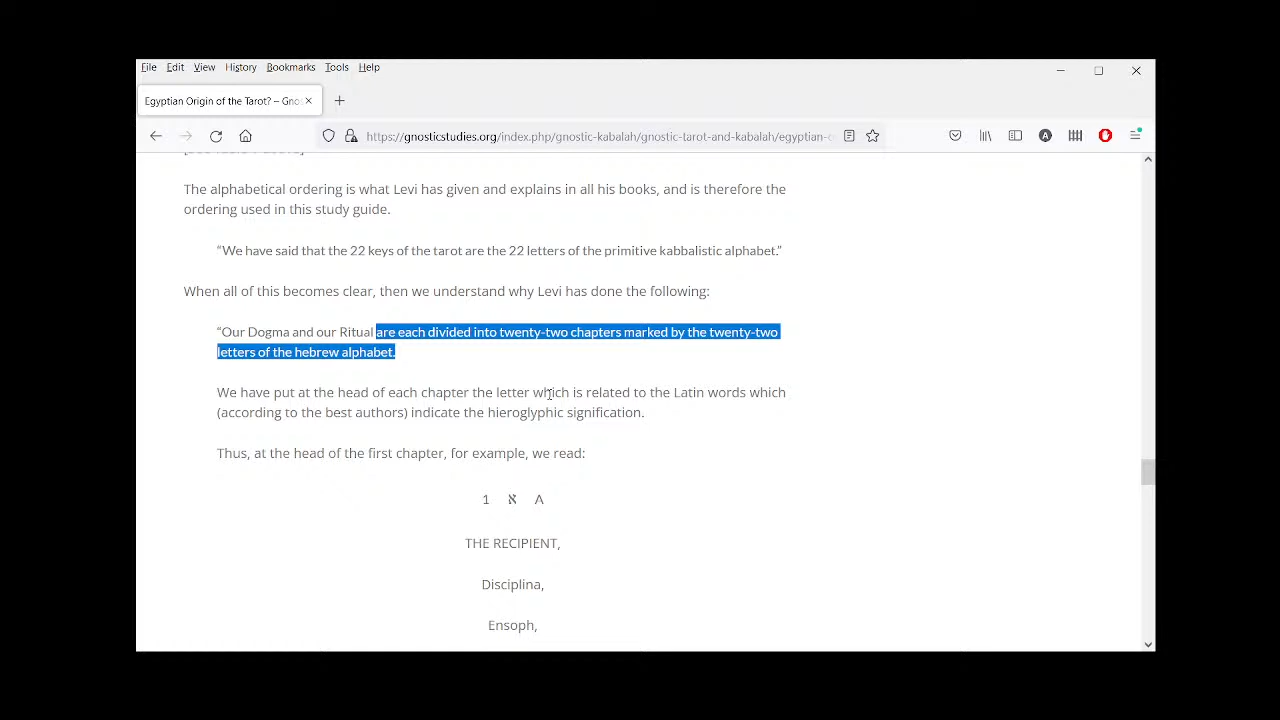 File Edit View History Bookmarks Tools Help
Egyptian Origin of the Tarot? – Gno
https://gnosticstudies.org/index.php/gnostic-kabalah/gnostic-tarot-and-kabalah/egyptian-
The alphabetical ordering is what Levi has given and explains in all his books, and is therefore the
ordering used in this study guide.
“We have said that the 22 keys of the tarot are the 22 letters of the primitive kabbalistic alphabet.”
When all of this becomes clear, then we understand why Levi has done the following:
“Our Dogma and our Ritual are each divided into twenty-two chapters marked by the twenty-two
letters of the hebrew alphabet.
We have put at the head of each chapter the letter which is related to the Latin words which
(according to the best authors) indicate the hieroglyphic signification.
Thus, at the head of the first chapter, for example, we read:
1 א A
THE RECIPIENT,
Disciplina,
Ensoph,